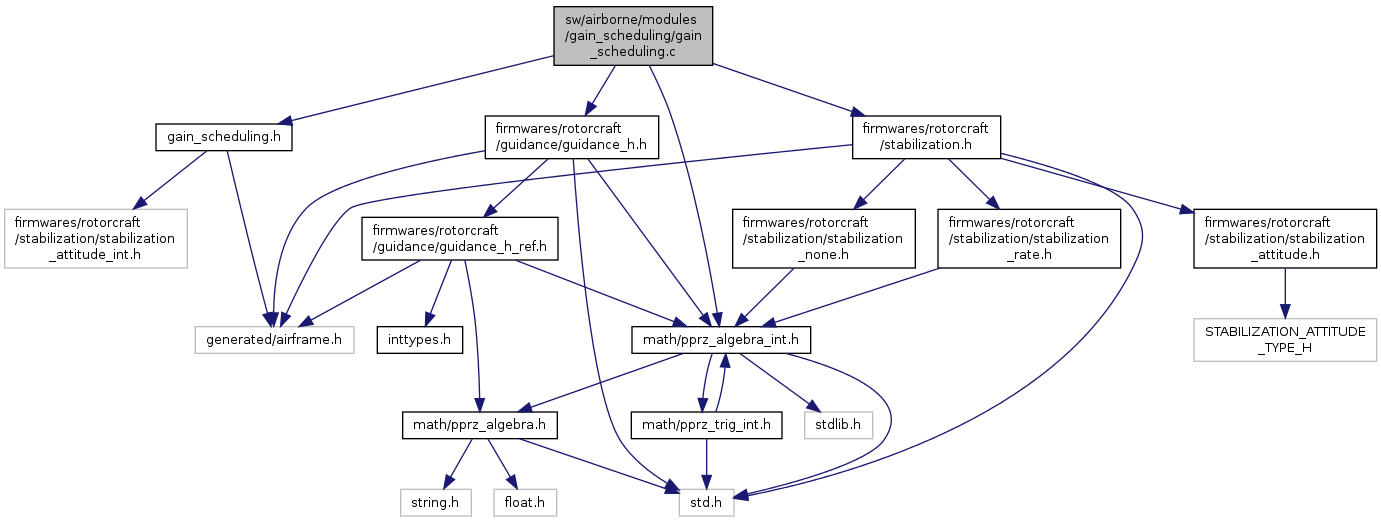 sw/airborne/modules
/gain_scheduling/gain
_scheduling.c
gain_scheduling.h
firmwares/rotorcraft
/guidance/guidance_h.h
firmwares/rotorcraft
/stabilization.h
firmwares/rotorcraft
/stabilization/stabilization
_attitude_int.h
firmwares/rotorcraft
/guidance/guidance_h_ref.h
firmwares/rotorcraft
/stabilization/stabilization
_none.h
firmwares/rotorcraft
/stabilization/stabilization
_rate.h
firmwares/rotorcraft
/stabilization/stabilization
_attitude.h
generated/airframe.h
inttypes.h
math/pprz_algebra_int.h
STABILIZATION_ATTITUDE
_TYPE_H
math/pprz_algebra.h
math/pprz_trig_int.h
stdlib.h
string.h
float.h
std.h